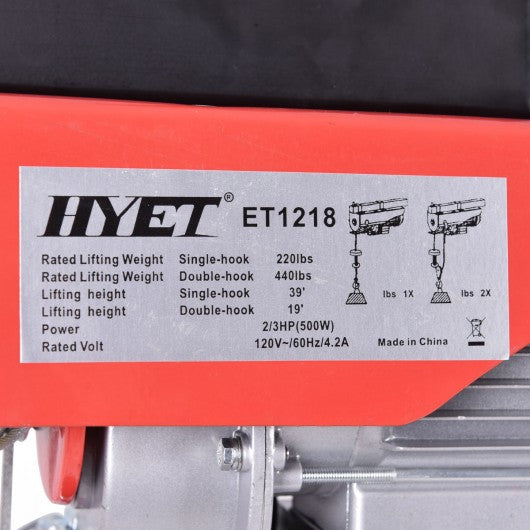 HYET® ET1218
Rated Lifting Weight Single-hook 220lbs
Rated Lifting Weight Double-hook 440lbs
Lifting height Single-hook 39'
Lifting height Double-hook 19'
Power 2/3HP(500W)
Rated Volt 120V~/60Hz/4.2A
lbs 1X lbs 2X
Made in China